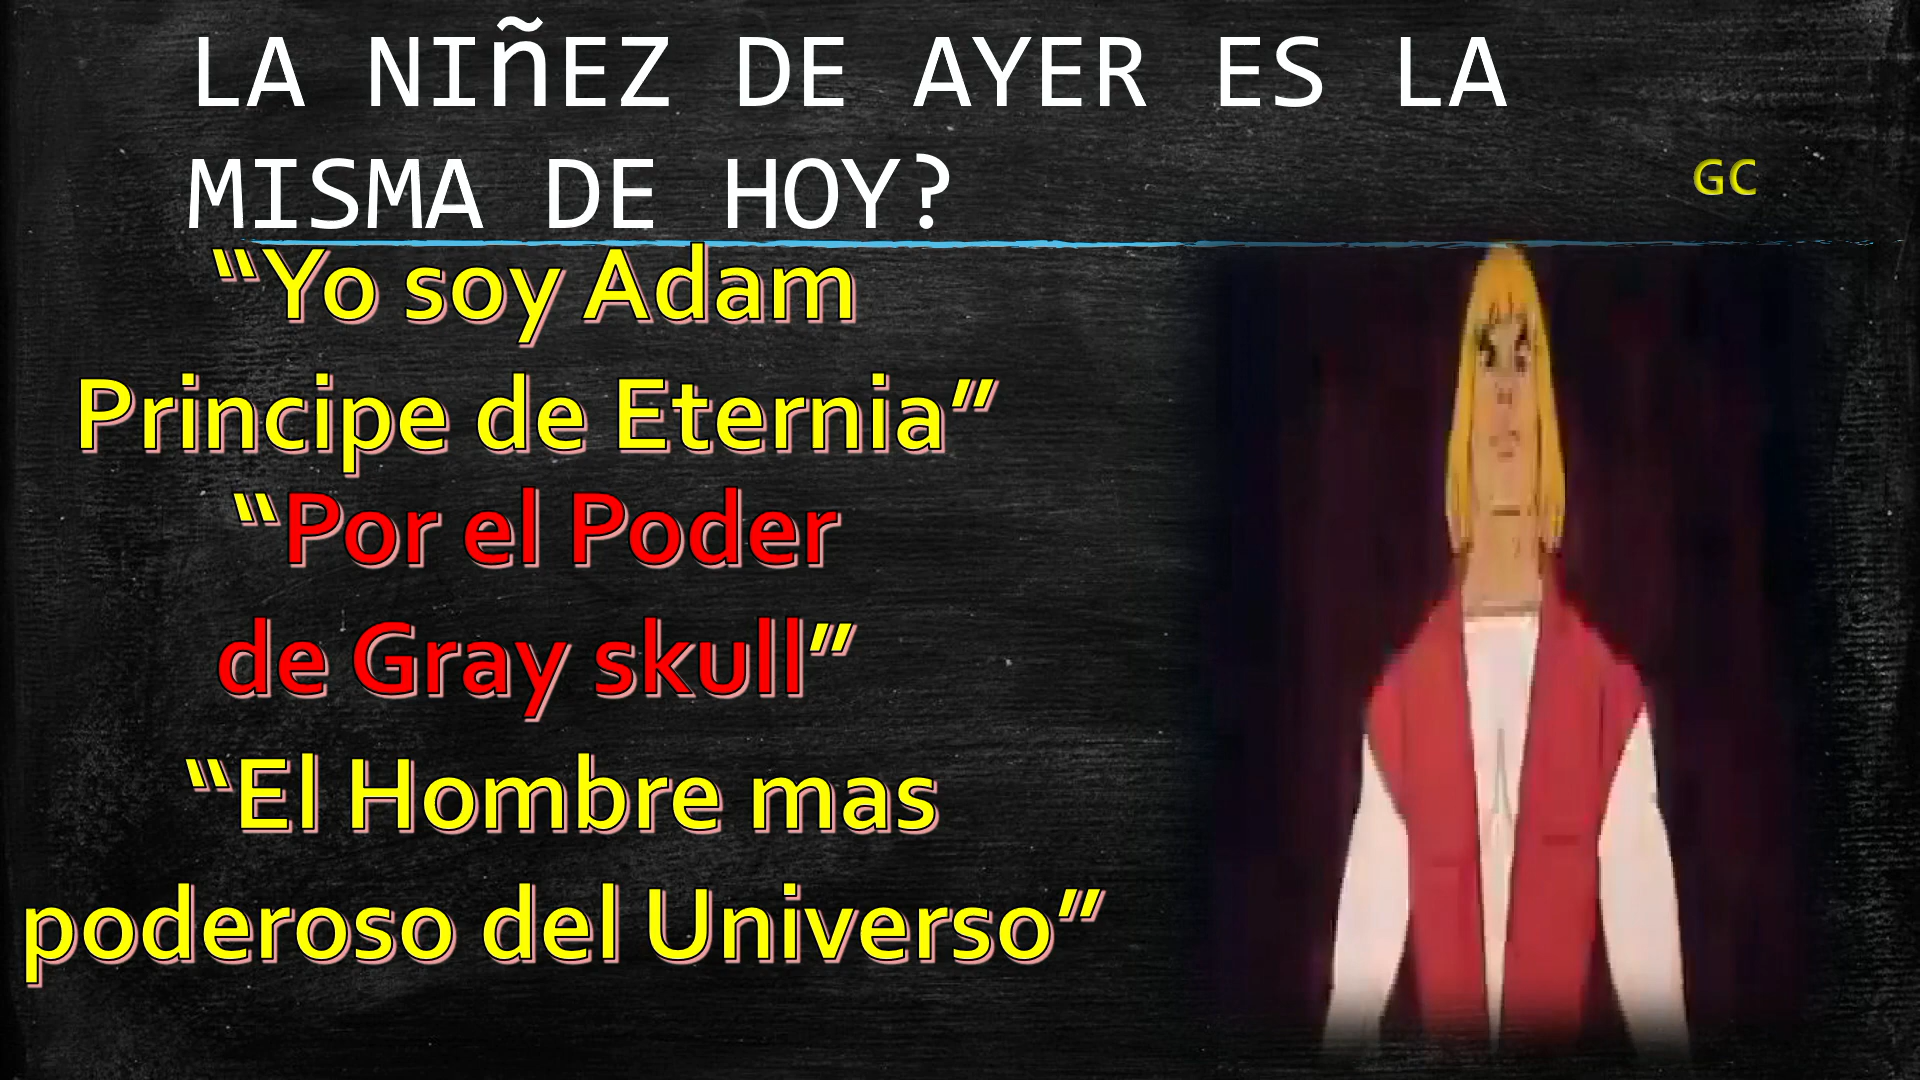 LA NIñEZ DE AYER ES LA
MISMA DE HOY?
GC
“Yo soy Adam
Principe de Eternia”
“Por el Poder
de Gray skull”
“El Hombre mas
poderoso del Universo”